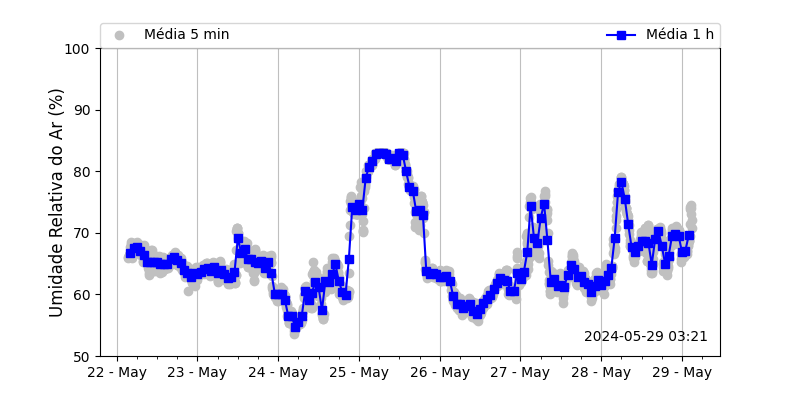 Média 5 min
Média 1 h
Umidade Relativa do Ar (%)
100
90
80
70
60
50
2024-05-29 03:21
22 - May
23 - May
24 - May
25 - May
26 - May
27 - May
28 - May
29 - May